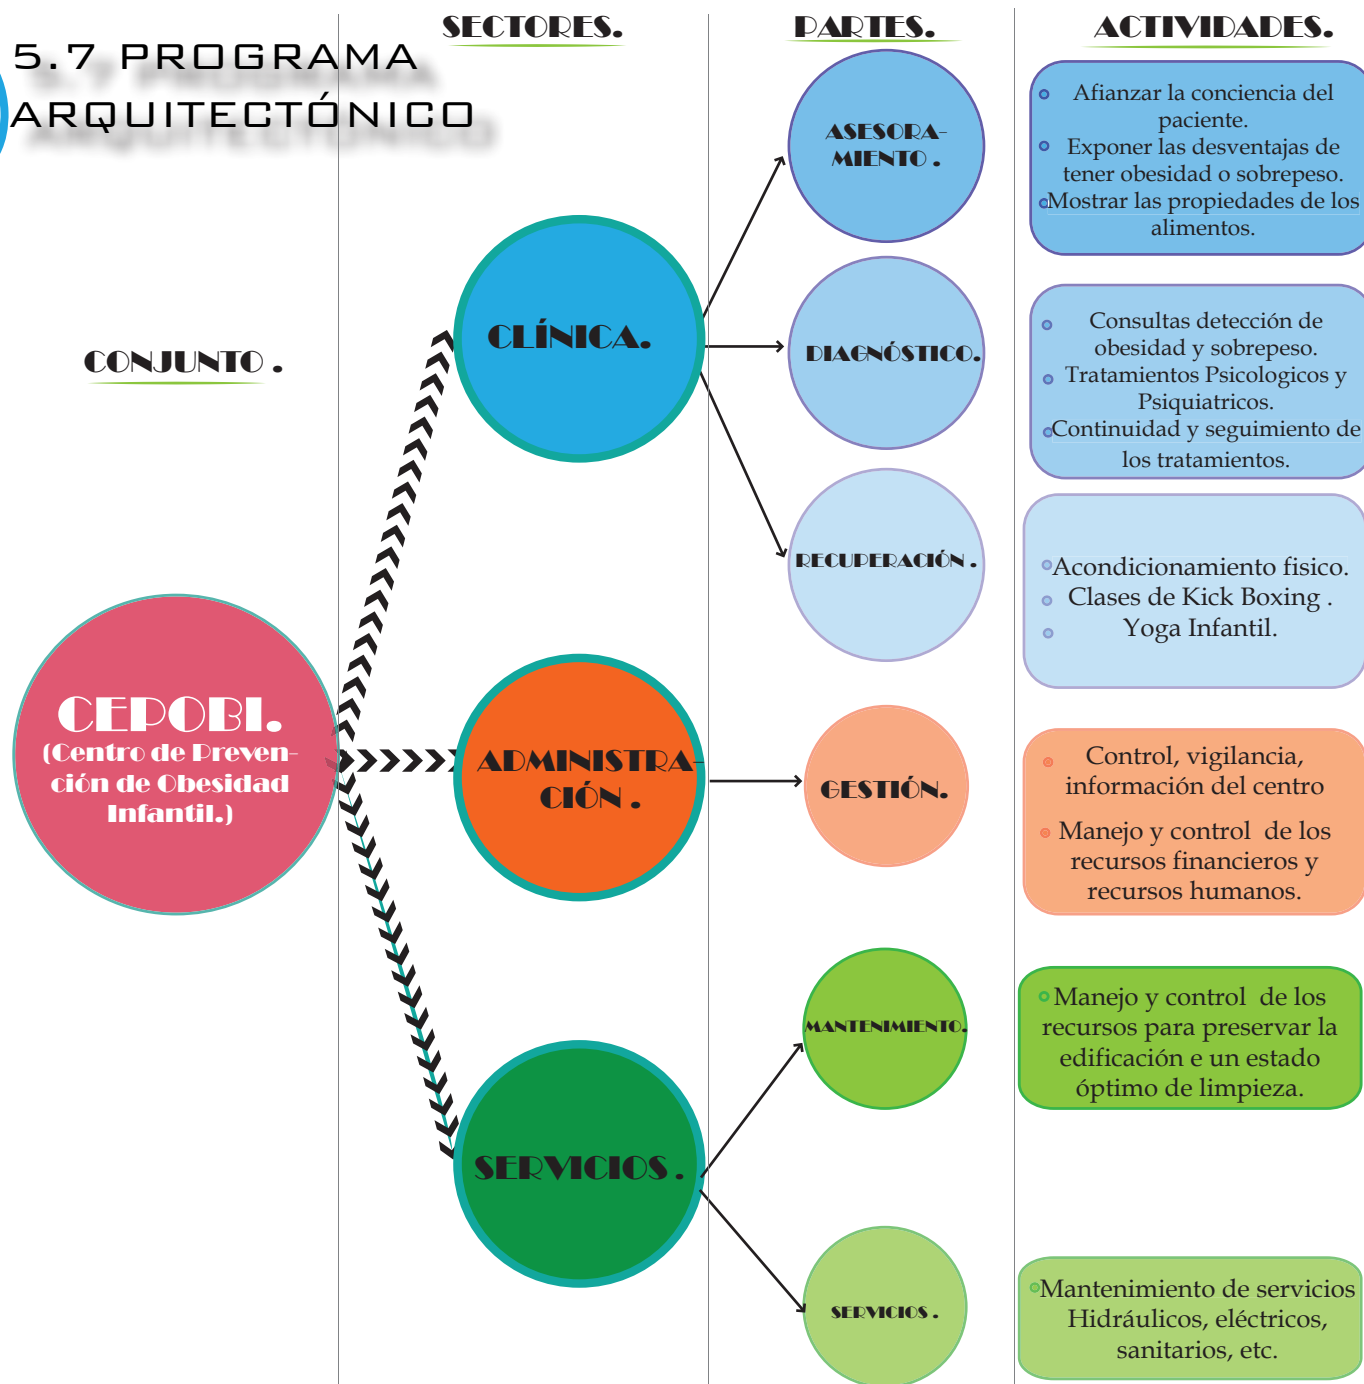 5.7 PROGRAMA
ARQUITECTÓNICO
SECTORES.
PARTES.
ACTIVIDADES.
CONJUNTO .
CEPOBI.
(Centro de Preven-
ción de Obesidad
Infantil.)
CLÍNICA.
ADMINISTRA-
CIÓN .
SERVICIOS .
ASESORA-
MIENTO .
DIAGNÓSTICO.
RECUPERACIÓN .
GESTIÓN.
MANTENIMIENTO.
SERVICIOS .
Afianzar la conciencia del
paciente.
Exponer las desventajas de
tener obesidad o sobrepeso.
Mostrar las propiedades de los
alimentos.
Consultas detección de
obesidad y sobrepeso.
Tratamientos Psicologicos y
Psiquiatricos.
Continuidad y seguimiento de
los tratamientos.
Acondicionamiento fisico.
Clases de Kick Boxing .
Yoga Infantil.
Control, vigilancia,
información del centro
Manejo y control de los
recursos financieros y
recursos humanos.
Manejo y control de los
recursos para preservar la
edificación e un estado
óptimo de limpieza.
Mantenimiento de servicios
Hidráulicos, eléctricos,
sanitarios, etc.